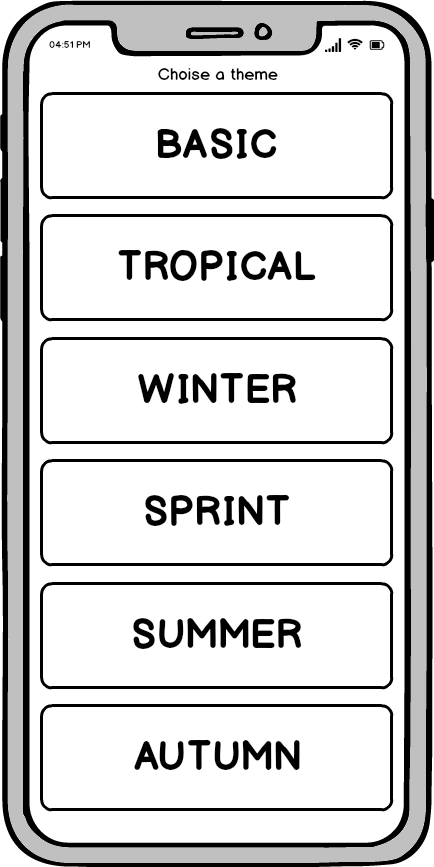 04:51 PM
Choise a theme
BASIC
TROPICAL
WINTER
SPRINT
SUMMER
AUTUMN